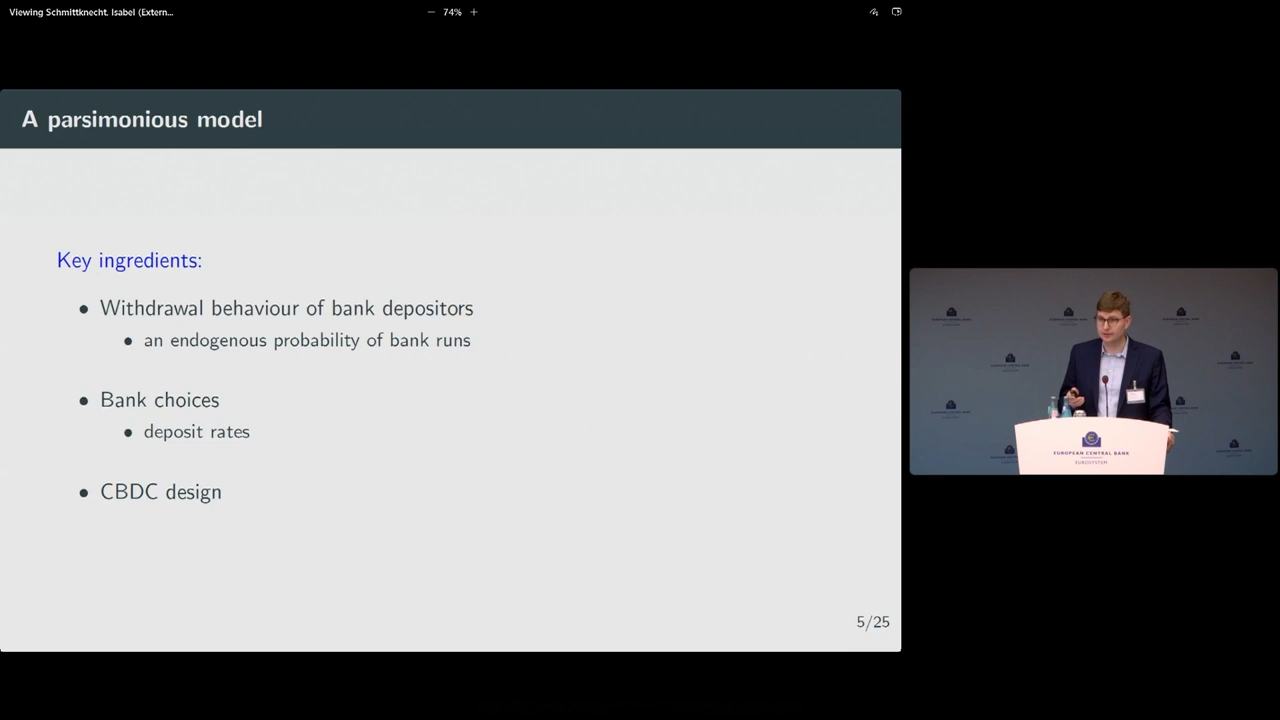 Viewing Schmittknecht, Isabel (Extern...
74%
A parsimonious model
Key ingredients:
• Withdrawal behaviour of bank depositors
• an endogenous probability of bank runs
• Bank choices
• deposit rates
• CBDC design
5/25
EUROPEAN CENTRAL BANK
EUROSYSTEM